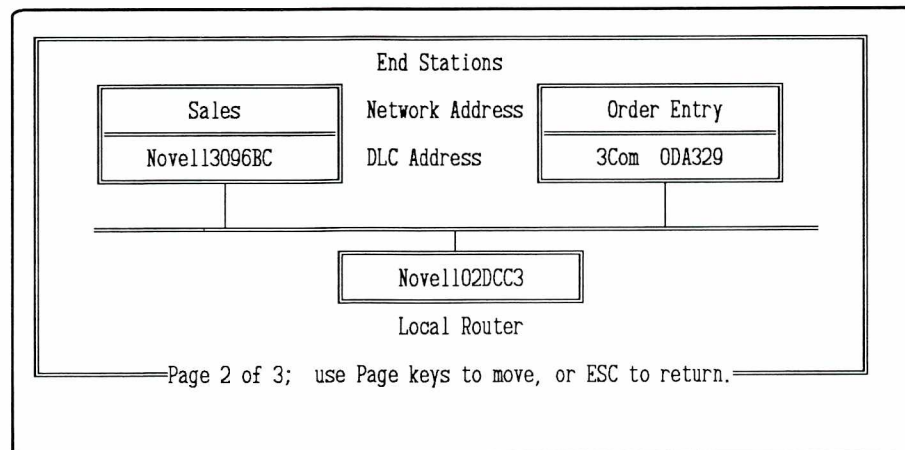 End Stations
Sales Network Address Order Entry
Novell3096BC DLC Address 3Com 0DA329
Novell02DCC3
Local Router
Page 2 of 3; use Page keys to move, or ESC to return.